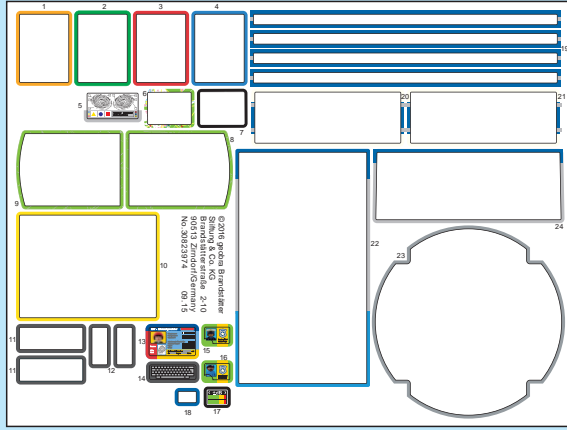 1 2 3 4
19
5 6 7 20 21
8
9
©2016 geobra Brandstätter
Stiftung & Co. KG
Brandstätterstraße 2-10
90513 Zirndorf/Germany
No. 30823974 09.15
10
22
23
24
11
11
12
13
14
15
16
17
18